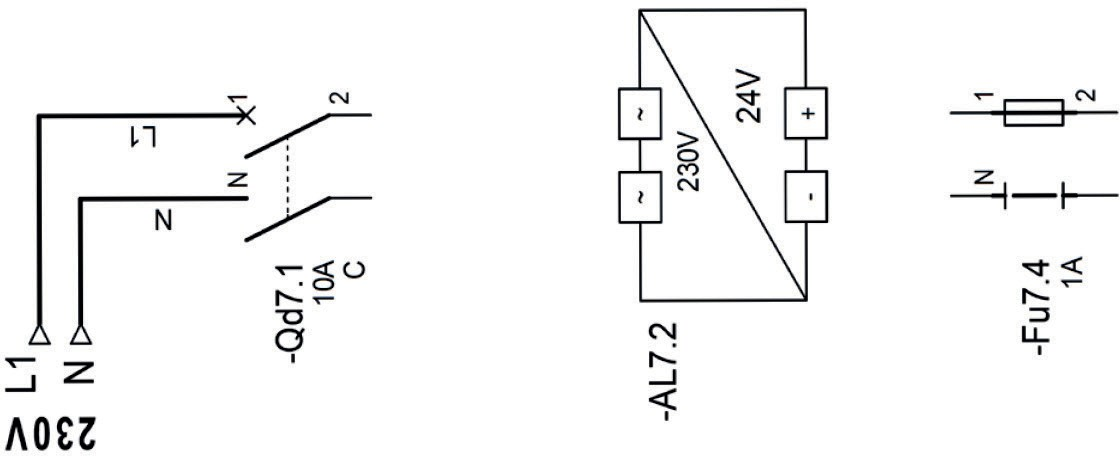 L1
N
230V
L1
N
1
2
N
-Qd7.1
10A
C
~
~
230V
24V
+
-
-AL7.2
1
2
N
-Fu7.4
1A